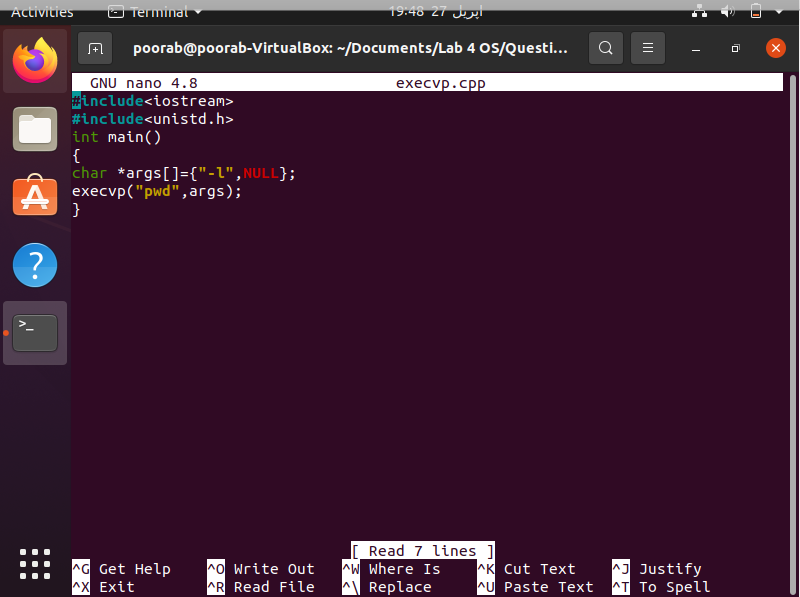 Activities Terminal 19:48 27 اپریل
poorab@poorab-VirtualBox: ~/Documents/Lab 4 OS/Questi...
GNU nano 4.8 execvp.cpp
#include<iostream>
#include<unistd.h>
int main()
{
char *args[]={"-l",NULL};
execvp("pwd",args);
}
[ Read 7 lines ]
^G Get Help ^O Write Out ^W Where Is ^K Cut Text ^J Justify
^X Exit ^R Read File ^\ Replace ^U Paste Text ^T To Spell